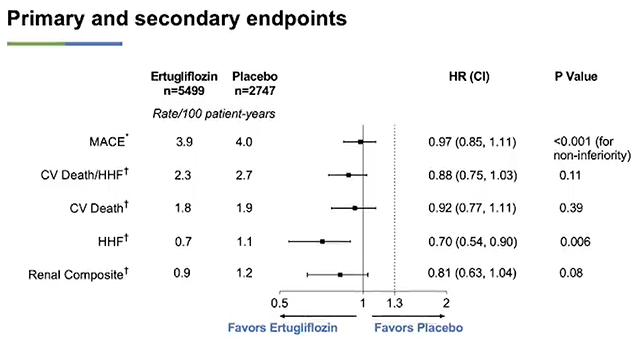 Primary and secondary endpoints
Ertugliflozin Placebo HR (CI) P Value
n=5499 n=2747
Rate/100 patient-years
MACE* 3.9 4.0 0.97 (0.85, 1.11) <0.001 (for
non-inferiority)
CV Death/HHF† 2.3 2.7 0.88 (0.75, 1.03) 0.11
CV Death† 1.8 1.9 0.92 (0.77, 1.11) 0.39
HHF† 0.7 1.1 0.70 (0.54, 0.90) 0.006
Renal Composite† 0.9 1.2 0.81 (0.63, 1.04) 0.08
0.5 1 1.3 2
Favors Ertugliflozin Favors Placebo